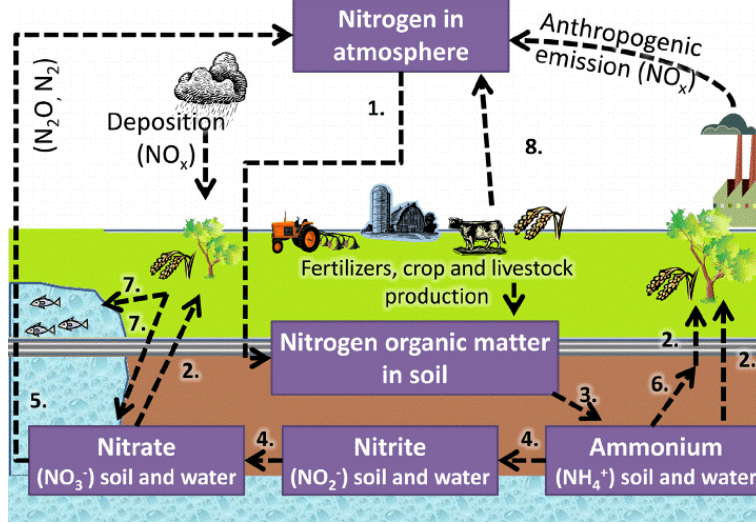 Nitrogen in
atmosphere
Anthropogenic
emission (NOₓ)
(N₂O, N₂)
Deposition
(NOₓ)
1.
8.
Fertilizers, crop and livestock
production
7.
7.
2.
2.
2.
Nitrogen organic matter
in soil
5.
3.
6.
4.
4.
Nitrate
(NO₃⁻) soil and water
Nitrite
(NO₂⁻) soil and water
Ammonium
(NH₄⁺) soil and water